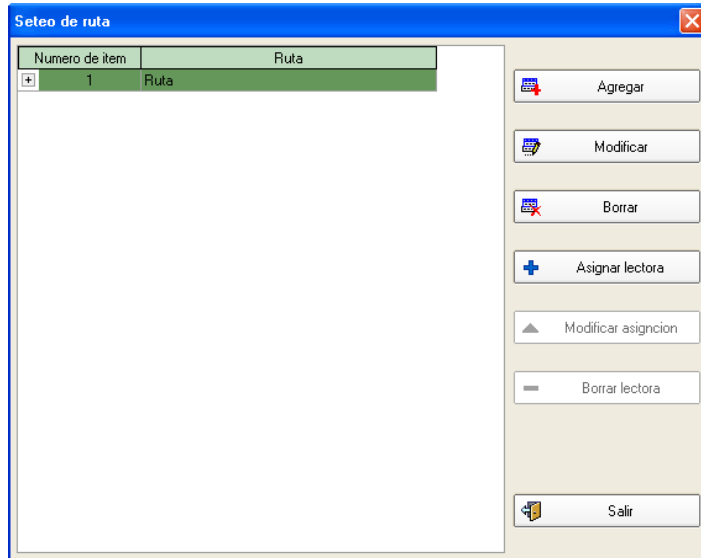 Seteo de ruta
Numero de item Ruta
1 Ruta
Agregar
Modificar
Borrar
Asignar lectora
Modificar asigncion
Borrar lectora
Salir